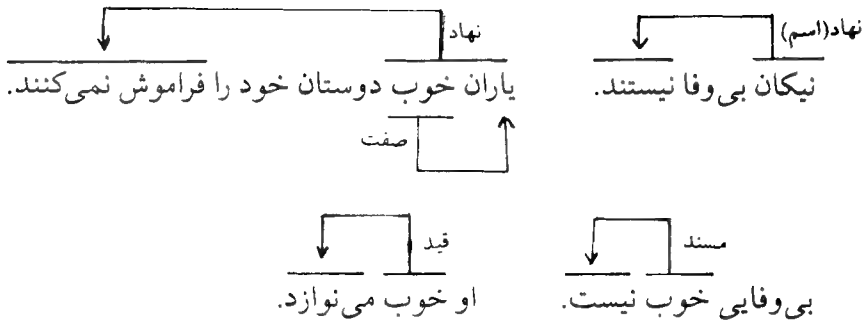 نهاد(اسم) نهاد
نیکان بی‌وفا نیستند. یاران خوب دوستان خود را فراموش نمی‌کنند.
صفت
مسند قید
بی‌وفایی خوب نیست. او خوب می‌نوازد.